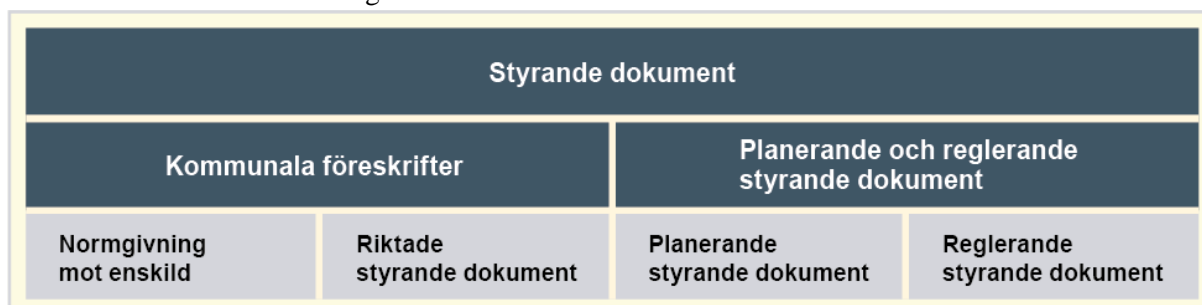 Styrande dokument
Kommunala föreskrifter
Planerande och reglerande
styrande dokument
Normgivning
mot enskild
Riktade
styrande dokument
Planerande
styrande dokument
Reglerande
styrande dokument